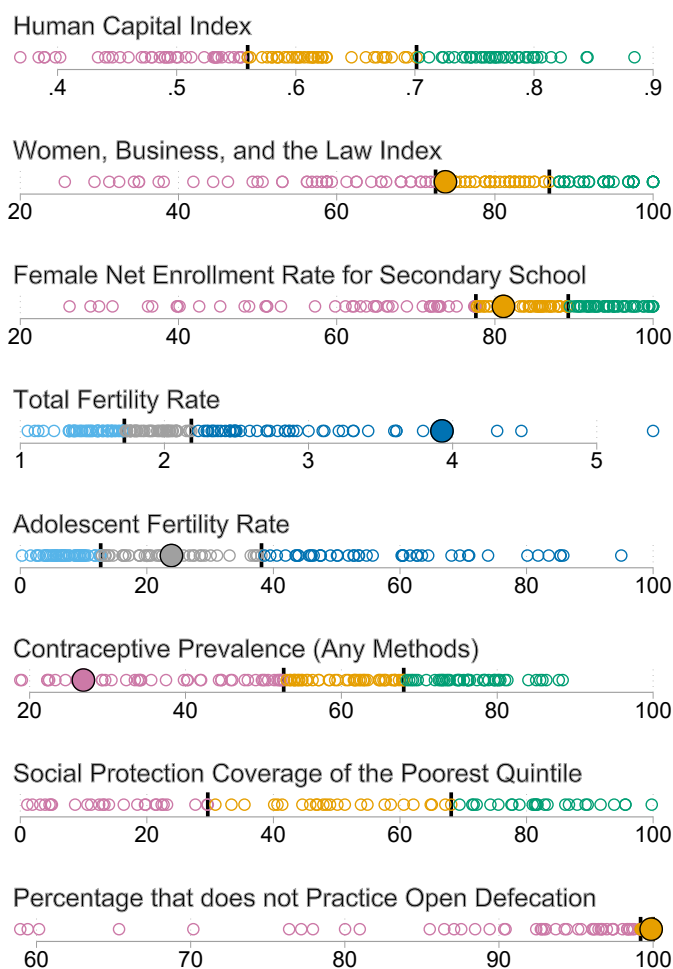 Human Capital Index
.4 .5 .6 .7 .8 .9
Women, Business, and the Law Index
20 40 60 80 100
Female Net Enrollment Rate for Secondary School
20 40 60 80 100
Total Fertility Rate
1 2 3 4 5
Adolescent Fertility Rate
0 20 40 60 80 100
Contraceptive Prevalence (Any Methods)
20 40 60 80 100
Social Protection Coverage of the Poorest Quintile
0 20 40 60 80 100
Percentage that does not Practice Open Defecation
60 70 80 90 100